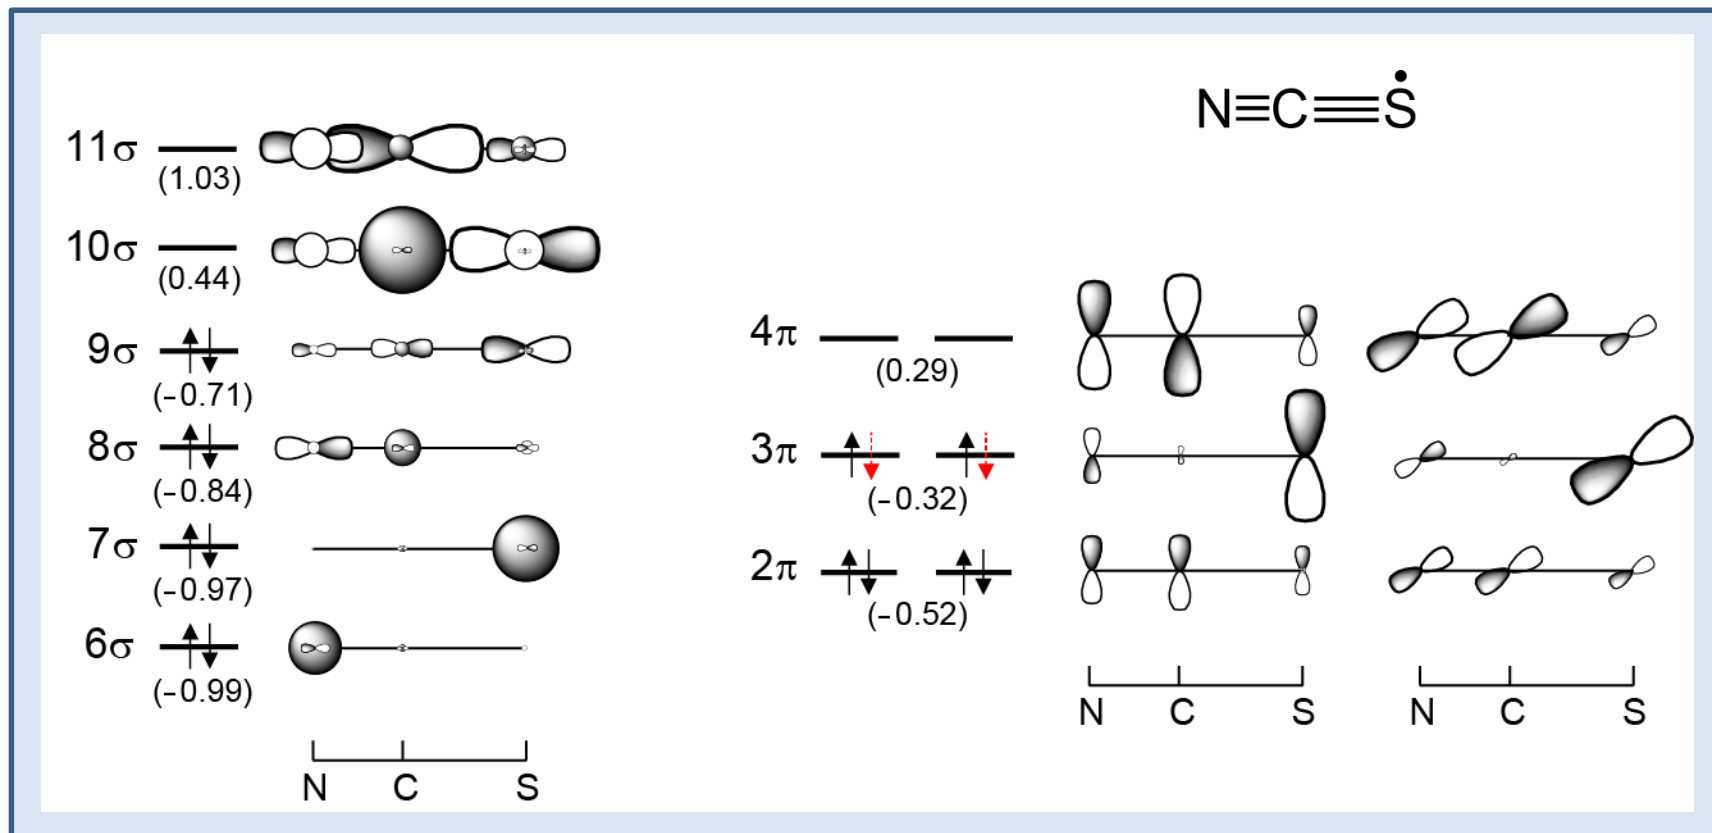 N≡C≡S•
11σ
(1.03)
10σ
(0.44)
9σ
(-0.71)
8σ
(-0.84)
7σ
(-0.97)
6σ
(-0.99)
N C S
4π
(0.29)
3π
(-0.32)
2π
(-0.52)
N C S
N C S